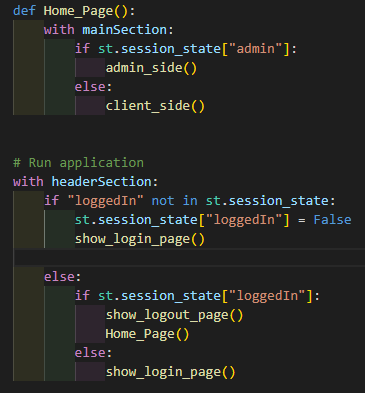 def Home_Page():
    with mainSection:
        if st.session_state["admin"]:
            admin_side()
        else:
            client_side()


# Run application
with headerSection:
    if "loggedIn" not in st.session_state:
        st.session_state["loggedIn"] = False
        show_login_page()

    else:
        if st.session_state["loggedIn"]:
            show_logout_page()
            Home_Page()
        else:
            show_login_page()